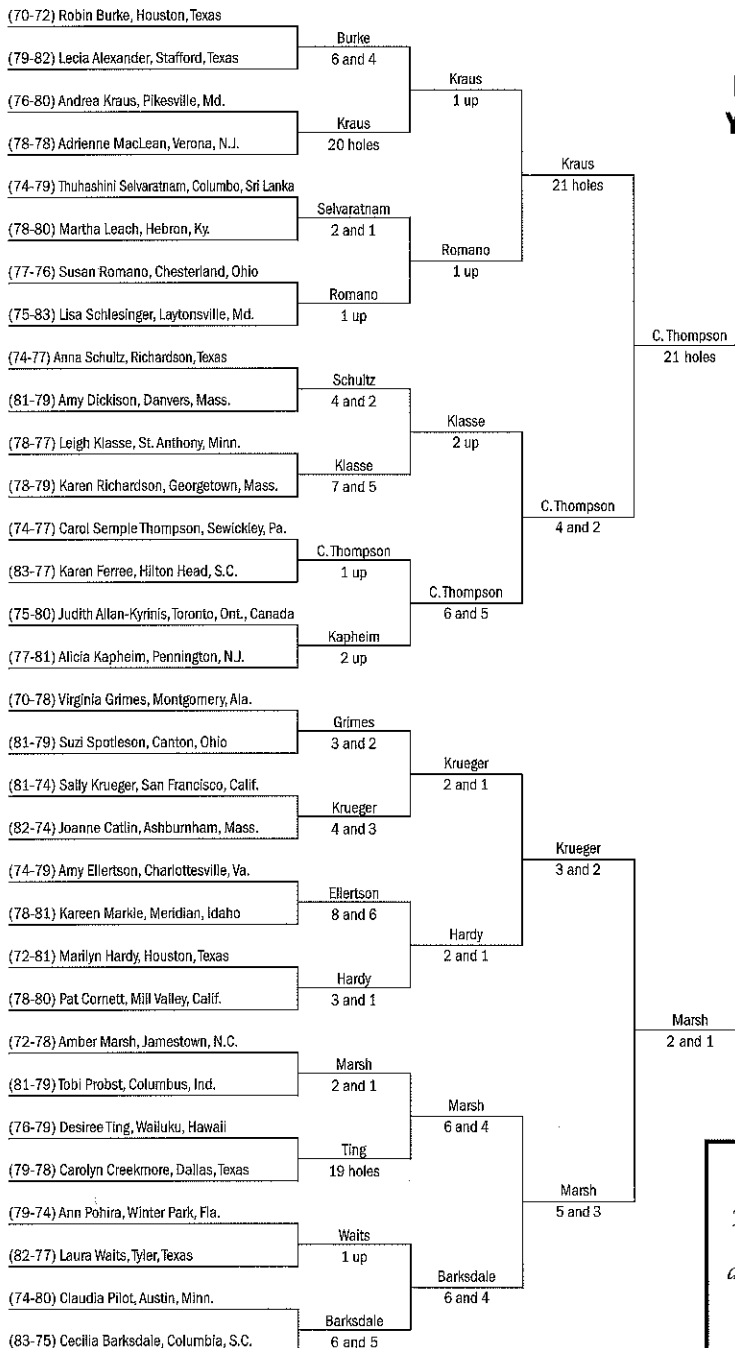 (70-72) Robin Burke, Houston, Texas
(79-82) Lecia Alexander, Stafford, Texas
(76-80) Andrea Kraus, Pikesville, Md.
(78-78) Adrienne MacLean, Verona, N.J.
(74-79) Thuhashini Selvaratnam, Columbo, Sri Lanka
(78-80) Martha Leach, Hebron, Ky.
(77-76) Susan Romano, Chesterland, Ohio
(75-83) Lisa Schlesinger, Laytonsville, Md.
(74-77) Anna Schultz, Richardson, Texas
(81-79) Amy Dickison, Danvers, Mass.
(78-77) Leigh Klasse, St. Anthony, Minn.
(78-79) Karen Richardson, Georgetown, Mass.
(74-77) Carol Semple Thompson, Sewickley, Pa.
(83-77) Karen Ferree, Hilton Head, S.C.
(75-80) Judith Allan-Kyrinis, Toronto, Ont., Canada
(77-81) Alicia Kapheim, Pennington, N.J.
(70-78) Virginia Grimes, Montgomery, Ala.
(81-79) Suzi Spotleson, Canton, Ohio
(81-74) Sally Krueger, San Francisco, Calif.
(82-74) Joanne Catlin, Ashburnham, Mass.
(74-79) Amy Ellertson, Charlottesville, Va.
(78-81) Kareen Markle, Meridian, Idaho
(72-81) Marilyn Hardy, Houston, Texas
(78-80) Pat Cornett, Mill Valley, Calif.
(72-78) Amber Marsh, Jamestown, N.C.
(81-79) Tobi Probst, Columbus, Ind.
(76-79) Desiree Ting, Wailuku, Hawaii
(79-78) Carolyn Creekmore, Dallas, Texas
(79-74) Ann Pohira, Winter Park, Fla.
(82-77) Laura Waits, Tyler, Texas
(74-80) Claudia Pilot, Austin, Minn.
(83-75) Cecilia Barksdale, Columbia, S.C.
Burke
6 and 4
Kraus
20 holes
Selvaratnam
2 and 1
Romano
1 up
Schultz
4 and 2
Klasse
7 and 5
C. Thompson
1 up
Kapheim
2 up
Grimes
3 and 2
Krueger
4 and 3
Ellertson
8 and 6
Hardy
3 and 1
Marsh
2 and 1
Ting
19 holes
Waits
1 up
Barksdale
6 and 5
Kraus
1 up
Romano
1 up
Klasse
2 up
C. Thompson
6 and 5
Krueger
2 and 1
Hardy
2 and 1
Marsh
6 and 4
Barksdale
6 and 4
Kraus
21 holes
C. Thompson
4 and 2
Krueger
3 and 2
Marsh
5 and 3
C. Thompson
21 holes
Marsh
2 and 1
Y